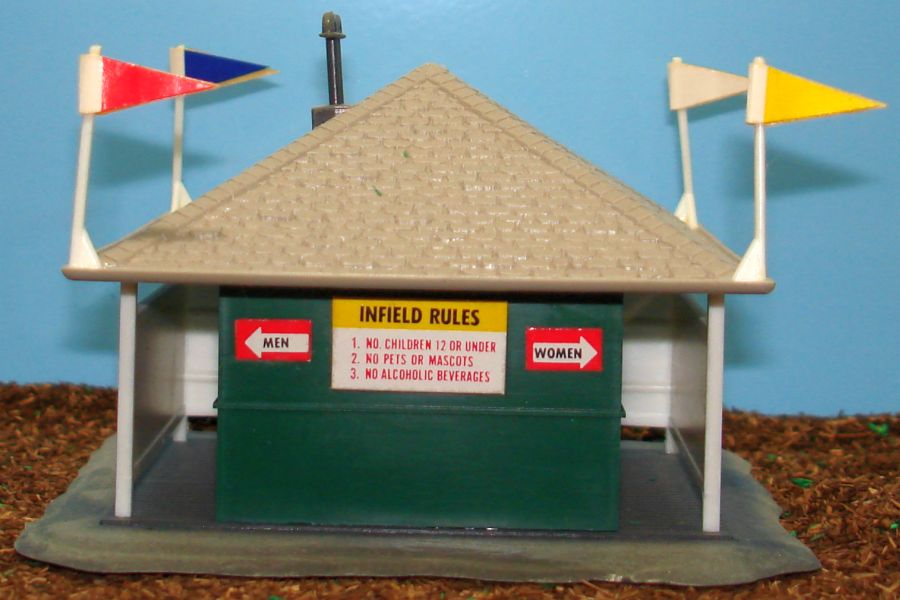 INFIELD RULES
MEN
1. NO. CHILDREN 12 OR UNDER
2. NO PETS OR MASCOTS
3. NO ALCOHOLIC BEVERAGES
WOMEN